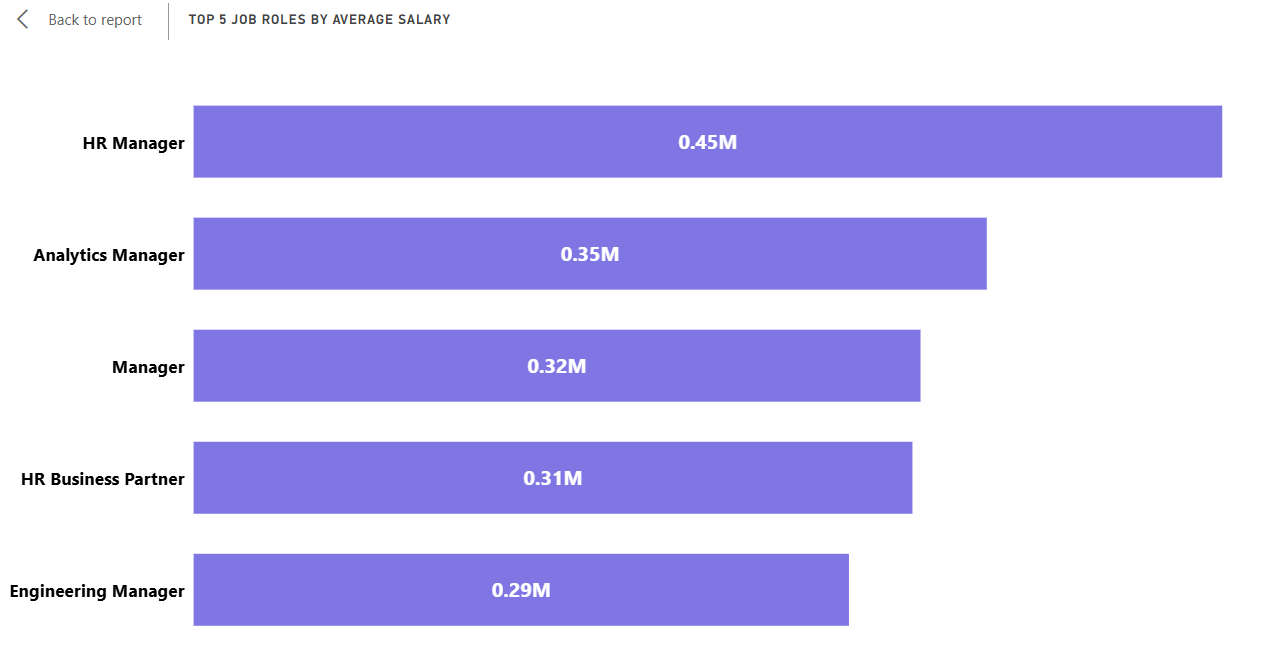 Back to report
TOP 5 JOB ROLES BY AVERAGE SALARY
HR Manager 0.45M
Analytics Manager 0.35M
Manager 0.32M
HR Business Partner 0.31M
Engineering Manager 0.29M